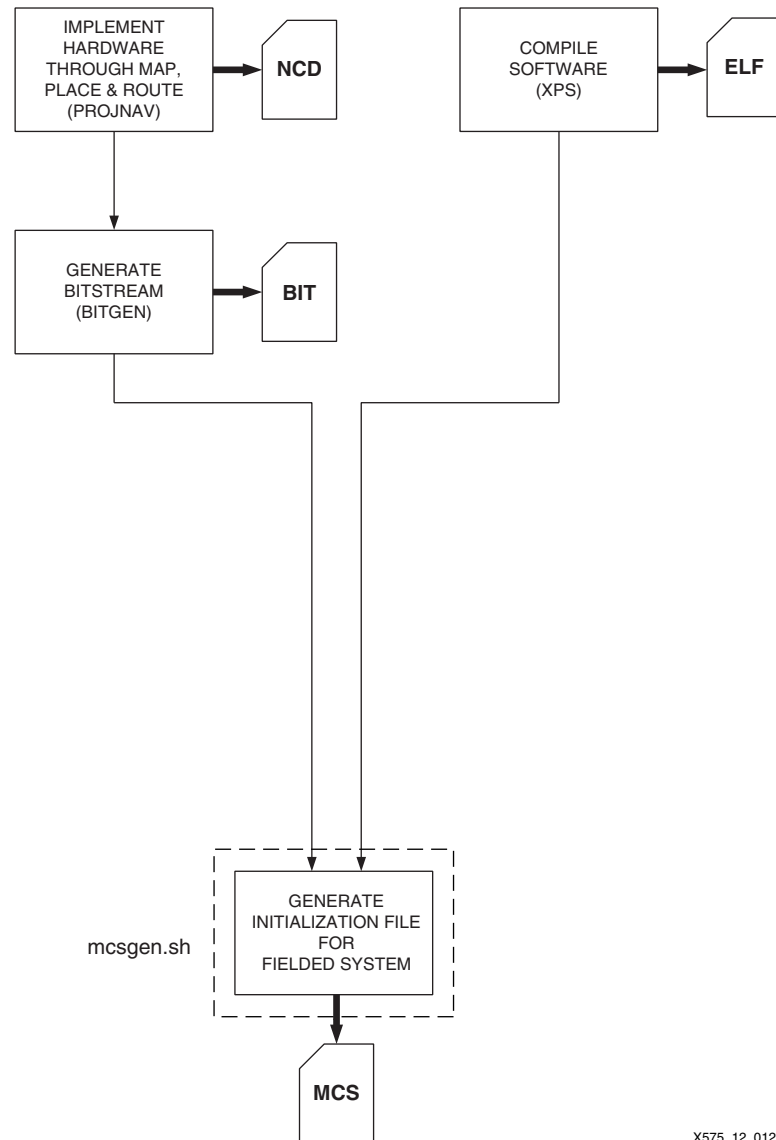 IMPLEMENT
HARDWARE
THROUGH MAP,
PLACE & ROUTE
(PROJNAV)
NCD
COMPILE
SOFTWARE
(XPS)
ELF
GENERATE
BITSTREAM
(BITGEN)
BIT
mcsgen.sh
GENERATE
INITIALIZATION FILE
FOR
FIELDED SYSTEM
MCS
X575_12_012